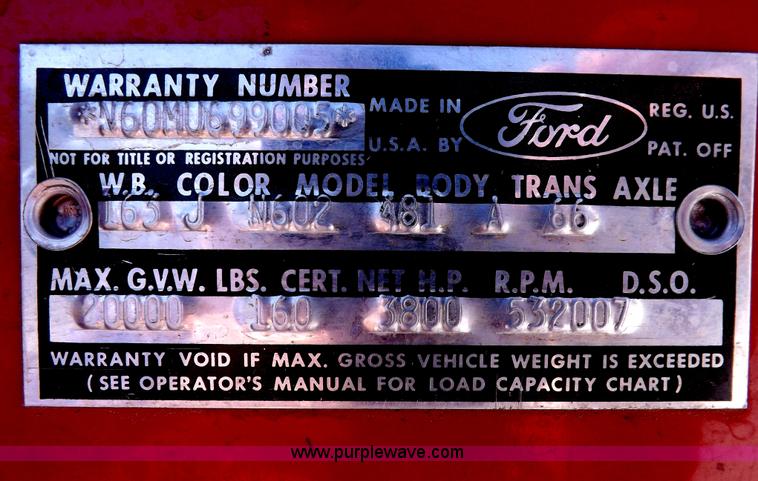 WARRANTY NUMBER
*N60MU699005*
MADE IN
U.S.A. BY
Ford
REG. U.S.
PAT. OFF
NOT FOR TITLE OR REGISTRATION PURPOSES
W.B. COLOR MODEL BODY TRANS AXLE
163 J N602 481 A 66
MAX. G.V.W. LBS. CERT. NET H.P. R.P.M. D.S.O.
20000 160 3800 532007
WARRANTY VOID IF MAX. GROSS VEHICLE WEIGHT IS EXCEEDED
(SEE OPERATOR'S MANUAL FOR LOAD CAPACITY CHART)
www.purplewave.com